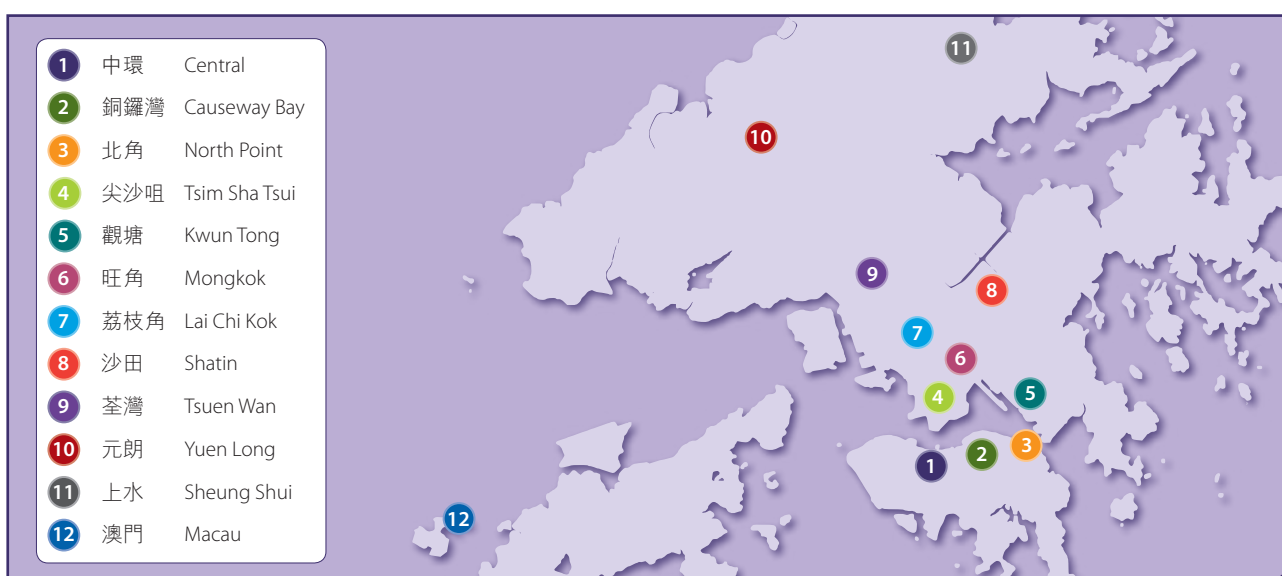 1 中環 Central
2 銅鑼灣 Causeway Bay
3 北角 North Point
4 尖沙咀 Tsim Sha Tsui
5 觀塘 Kwun Tong
6 旺角 Mongkok
7 荔枝角 Lai Chi Kok
8 沙田 Shatin
9 荃灣 Tsuen Wan
10 元朗 Yuen Long
11 上水 Sheung Shui
12 澳門 Macau
11
10
9
8
7
6
5
4
3
2
1
12